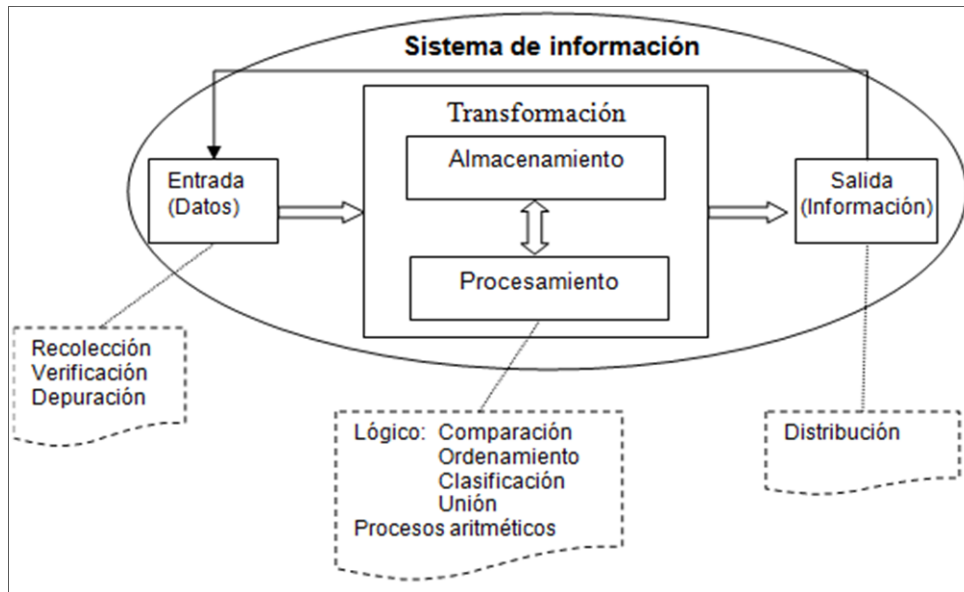 Sistema de información
Transformación
Almacenamiento
Entrada
(Datos)
Salida
(Información)
Procesamiento
Recolección
Verificación
Depuración
Lógico: Comparación
Ordenamiento
Clasificación
Unión
Procesos aritméticos
Distribución